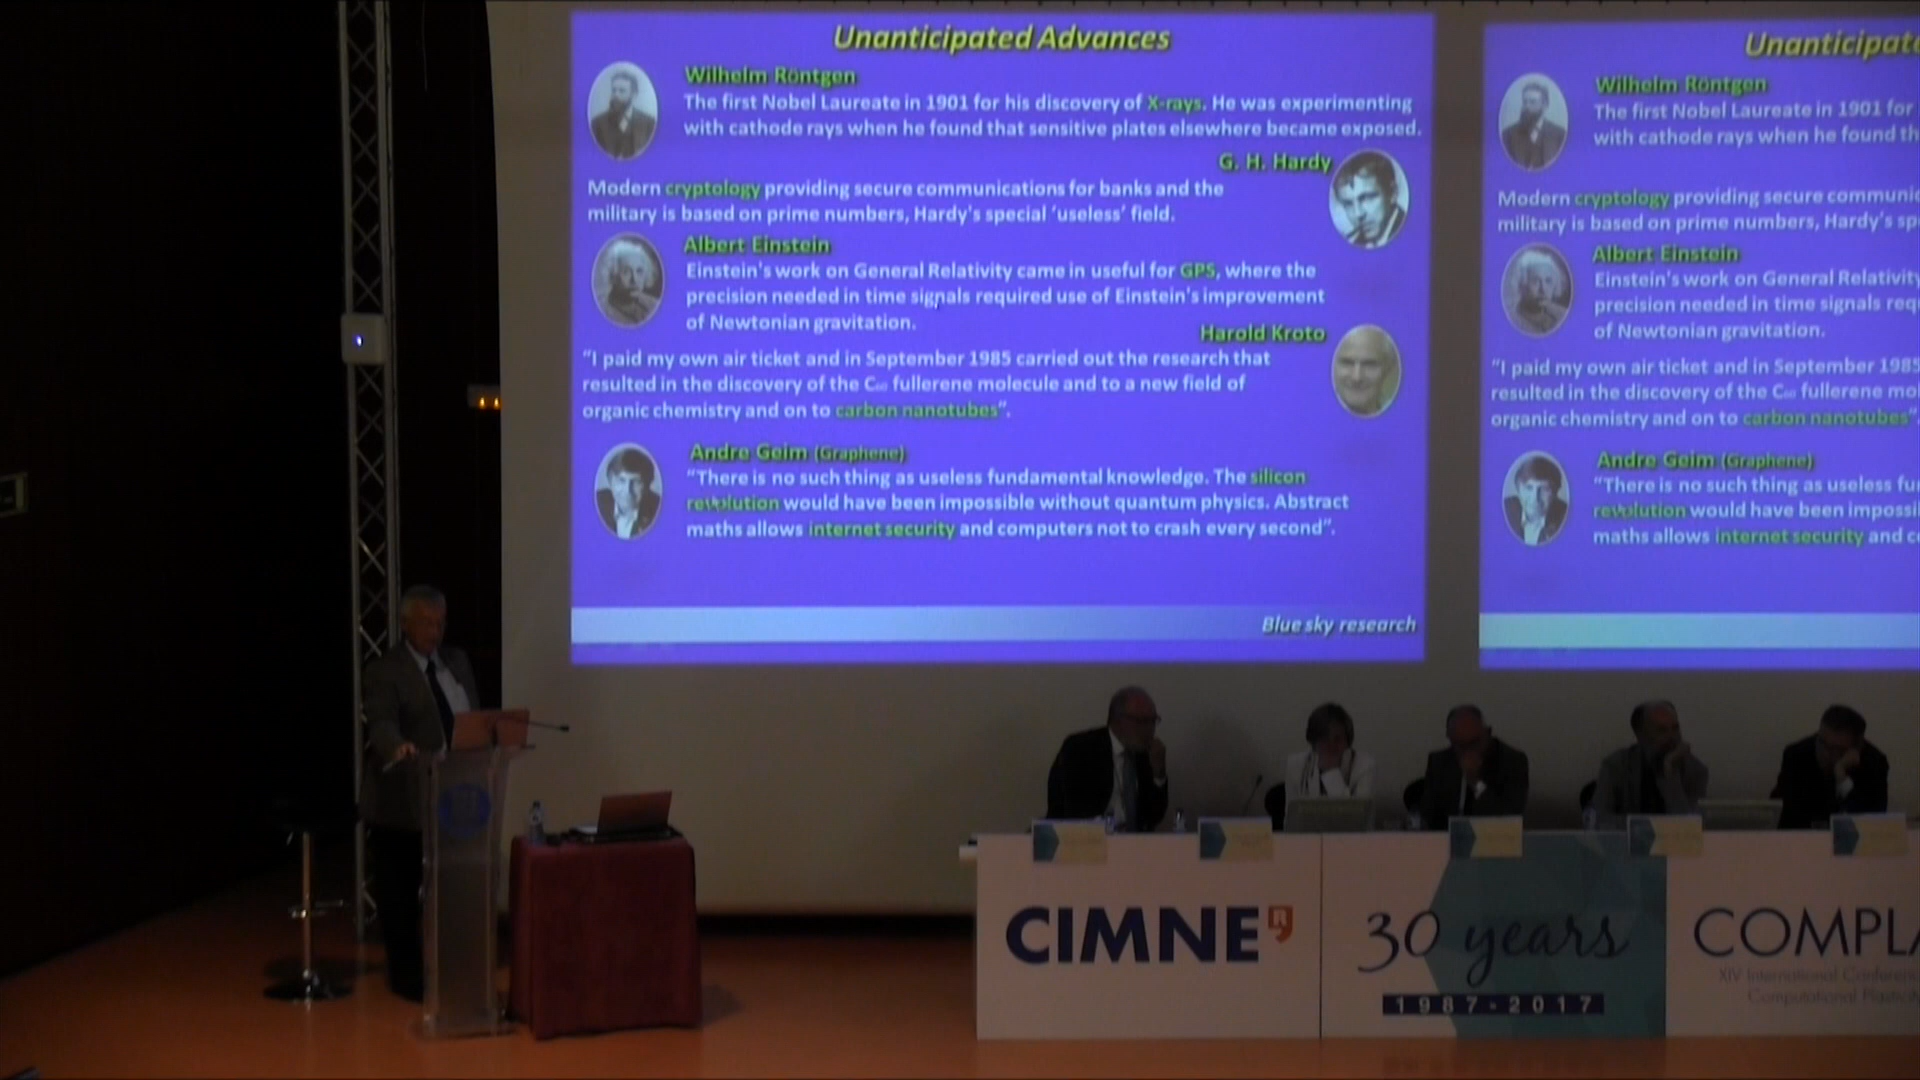 Unanticipated Advances
Wilhelm Röntgen
The first Nobel Laureate in 1901 for his discovery of X-rays. He was experimenting
with cathode rays when he found that sensitive plates elsewhere became exposed.
G. H. Hardy
Modern cryptology providing secure communications for banks and the
military is based on prime numbers, Hardy's special 'useless' field.
Albert Einstein
Einstein's work on General Relativity came in useful for GPS, where the
precision needed in time signals required use of Einstein's improvement
of Newtonian gravitation.
Harold Kroto
"I paid my own air ticket and in September 1985 carried out the research that
resulted in the discovery of the C60 fullerene molecule and to a new field of
organic chemistry and on to carbon nanotubes".
Andre Geim (Graphene)
"There is no such thing as useless fundamental knowledge. The silicon
revolution would have been impossible without quantum physics. Abstract
maths allows internet security and computers not to crash every second".
Blue sky research
Unanticipate
Wilhelm Röntgen
The first Nobel Laureate in 1901 for
with cathode rays when he found th
Modern cryptology providing secure communic
military is based on prime numbers, Hardy's sp
Albert Einstein
Einstein's work on General Relativity
precision needed in time signals req
of Newtonian gravitation.
"I paid my own air ticket and in September 1985
resulted in the discovery of the C60 fullerene mo
organic chemistry and on to carbon nanotubes".
Andre Geim (Graphene)
"There is no such thing as useless fu
revolution would have been impossi
maths allows internet security and c
CIMNE
30 years
1987-2017
COMPLA
XIV International Conferenc
Computational Plastici